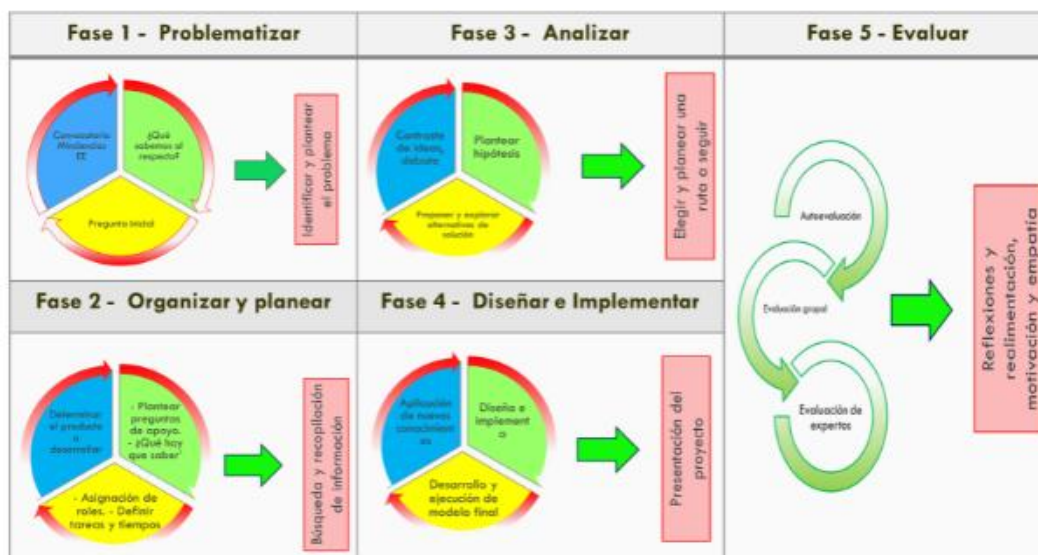 Fase 1 - Problematizar
Convocatoria
Minciencias
EE
¿Qué
sabemos al
respecto?
Pregunta inicial
Identificar y plantear
el problema
Fase 2 - Organizar y planear
Determinar
el producto a
desarrollar
- Plantear
preguntas
de apoyo.
- ¿Qué hay
que saber'
- Asignación de
roles. - Definir
tareas y tiempos
Búsqueda y recopilación
de información
Fase 3 - Analizar
Contraste
de ideas,
debate
Plantear
hipótesis
Proponer y explorar
alternativas de
solución
Elegir y planear una
ruta a seguir
Fase 4 - Diseñar e Implementar
Aplicación
de nuevos
conocimient
os
Diseña e
implement
a
Desarrollo y
ejecución de
modelo final
Presentación del
proyecto
Fase 5 - Evaluar
Autoevaluación
Evaluación grupal
Evaluación de
expertos
Reflexiones y
realimentación,
motivación y empatía